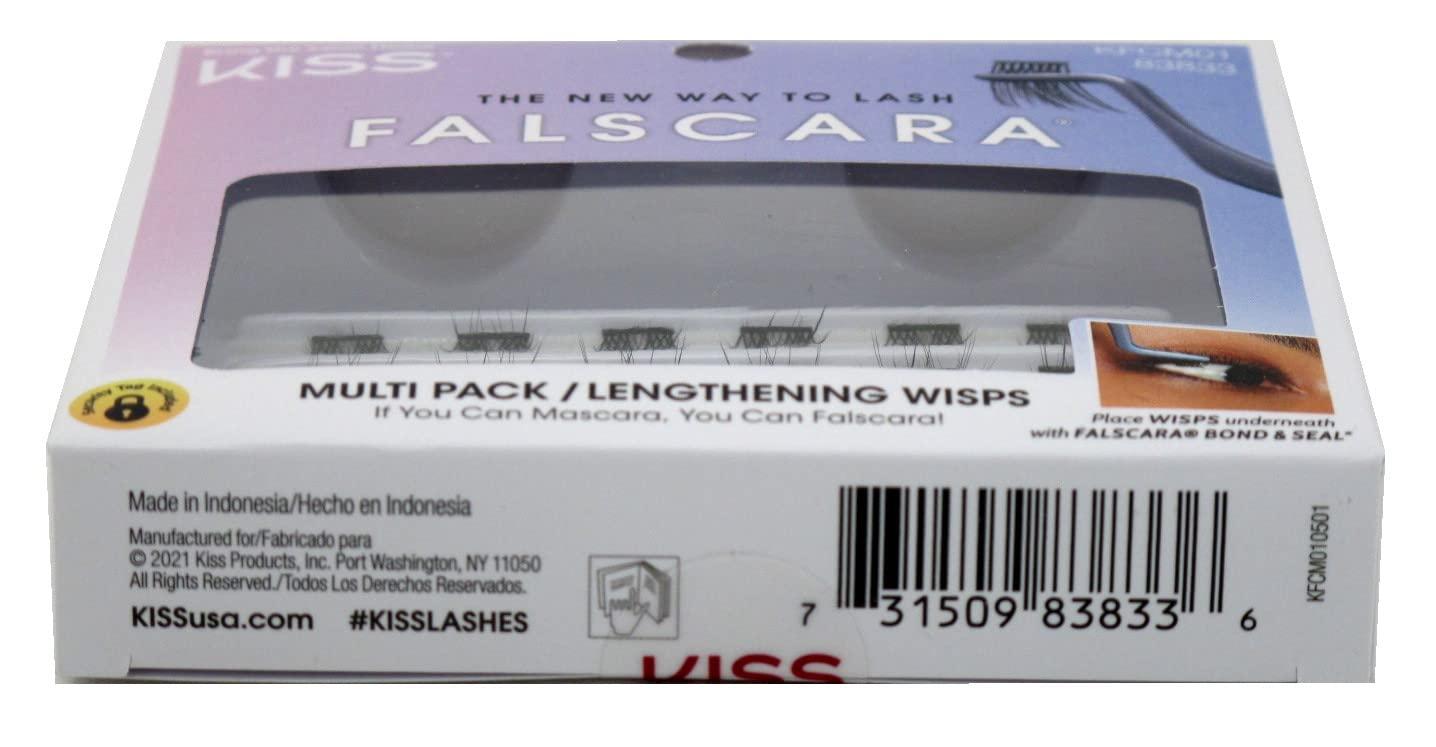 KISS
KFCM01
83833
THE NEW WAY TO LASH
FALSCARA®
MULTI PACK / LENGTHENING WISPS
If You Can Mascara, You Can Falscara!
Place WISPS underneath
with FALSCARA® BOND & SEAL™
Made in Indonesia/Hecho en Indonesia
Manufactured for/Fabricado para
© 2021 Kiss Products, Inc. Port Washington, NY 11050
All Rights Reserved./Todos Los Derechos Reservados.
KISSusa.com #KISSLASHES
7 31509 83833 6
KFCM010501
KISS